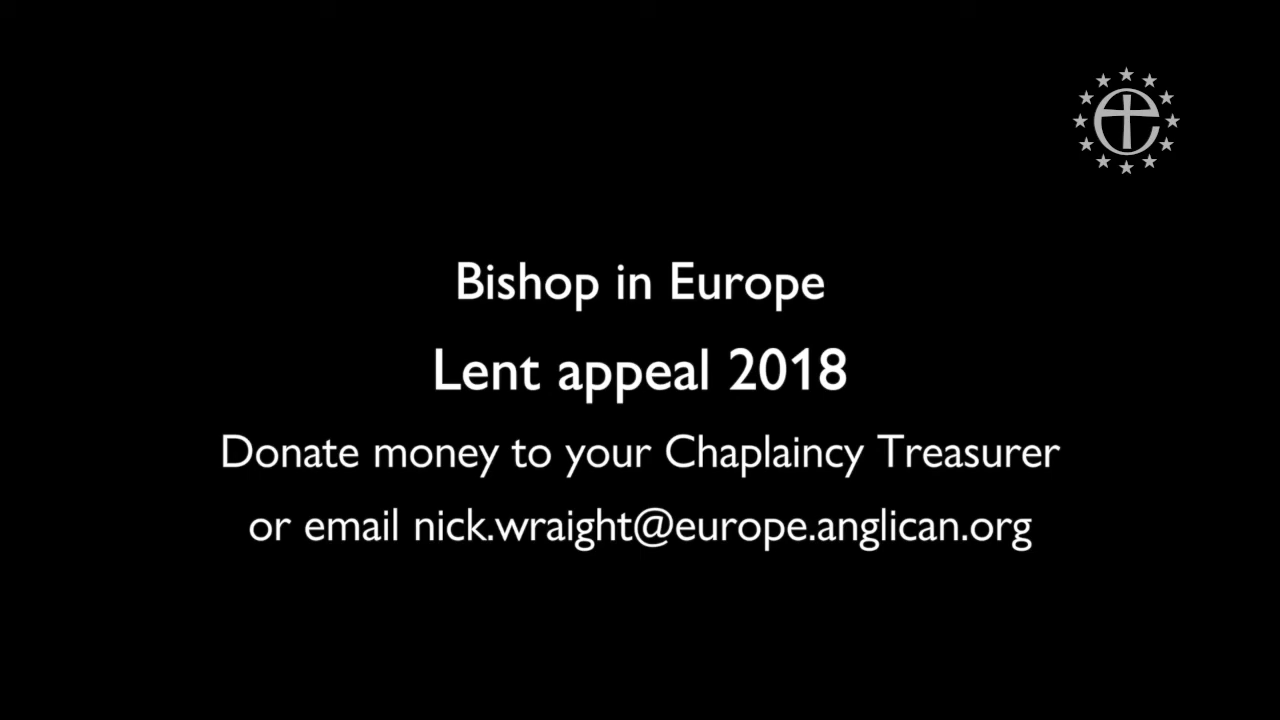 Bishop in Europe
Lent appeal 2018
Donate money to your Chaplaincy Treasurer
or email nick.wraight@europe.anglican.org